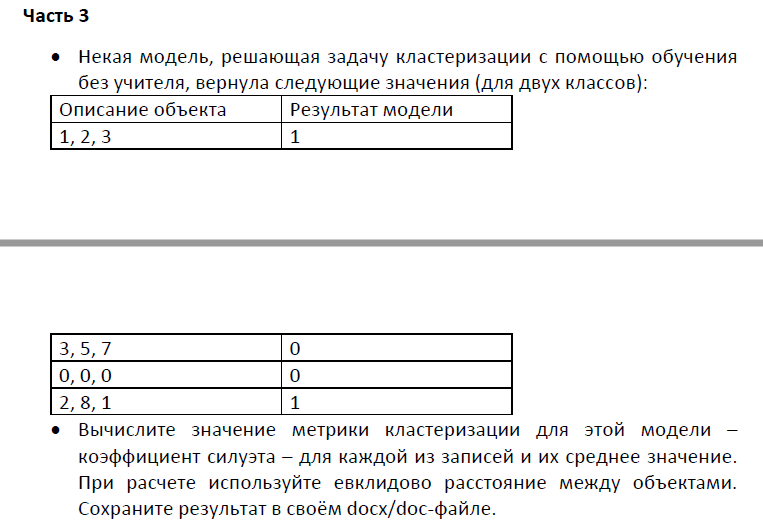 Часть 3
• Некая модель, решающая задачу кластеризации с помощью обучения
без учителя, вернула следующие значения (для двух классов):
Описание объекта Результат модели
1, 2, 3 1
3, 5, 7 0
0, 0, 0 0
2, 8, 1 1
• Вычислите значение метрики кластеризации для этой модели –
коэффициент силуэта – для каждой из записей и их среднее значение.
При расчете используйте евклидово расстояние между объектами.
Сохраните результат в своём docx/doc-файле.